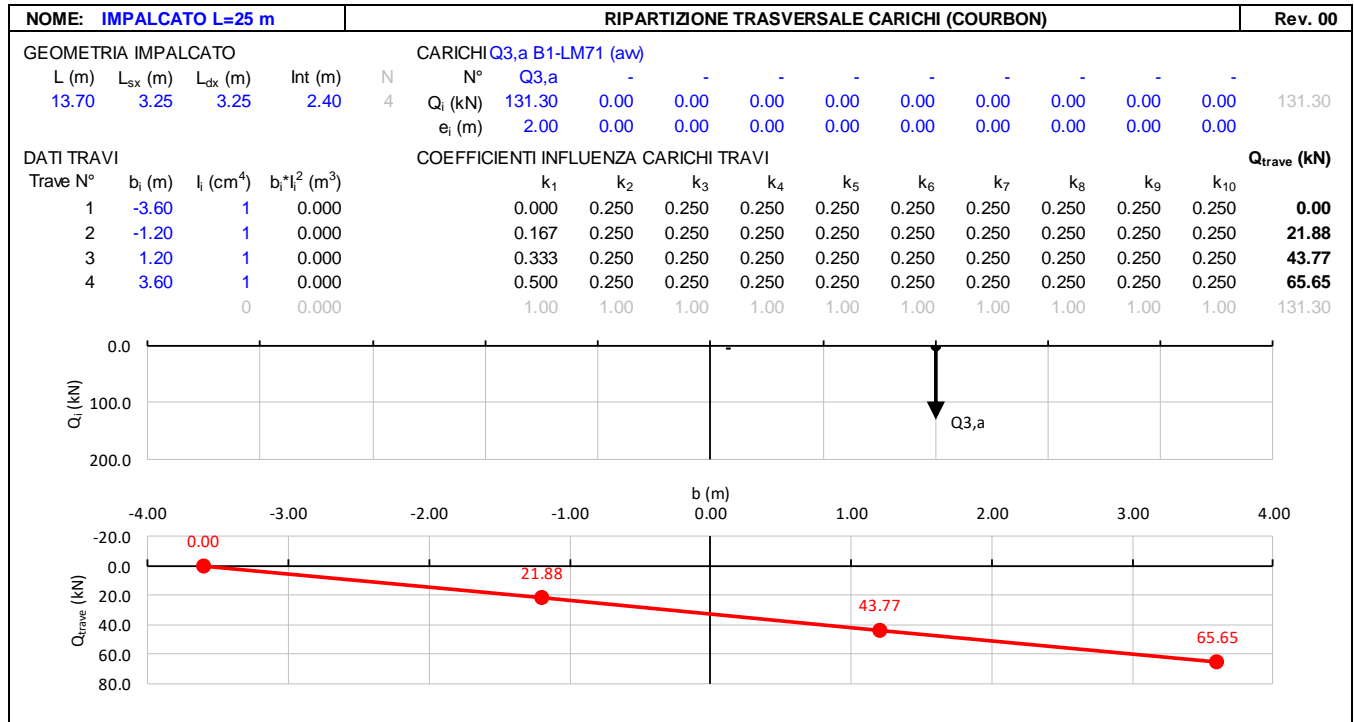 NOME: IMPALCATO L=25 m RIPARTIZIONE TRASVERSALE CARICHI (COURBON) Rev. 00
GEOMETRIA IMPALCATO CARICHI Q3,a B1-LM71 (avv)
L (m) Lsx (m) Ldx (m) Int (m) N N° Q3,a - - - - - - - - -
13.70 3.25 3.25 2.40 4 Qi (kN) 131.30 0.00 0.00 0.00 0.00 0.00 0.00 0.00 0.00 0.00 131.30
ei (m) 2.00 0.00 0.00 0.00 0.00 0.00 0.00 0.00 0.00 0.00
DATI TRAVI COEFFICIENTI INFLUENZA CARICHI TRAVI Qtrave (kN)
Trave N° bi (m) Ii (cm4) bi*Ii2 (m3) k1 k2 k3 k4 k5 k6 k7 k8 k9 k10
1 -3.60 1 0.000 0.000 0.250 0.250 0.250 0.250 0.250 0.250 0.250 0.250 0.250 0.00
2 -1.20 1 0.000 0.167 0.250 0.250 0.250 0.250 0.250 0.250 0.250 0.250 0.250 21.88
3 1.20 1 0.000 0.333 0.250 0.250 0.250 0.250 0.250 0.250 0.250 0.250 0.250 43.77
4 3.60 1 0.000 0.500 0.250 0.250 0.250 0.250 0.250 0.250 0.250 0.250 0.250 65.65
0 0.000 1.00 1.00 1.00 1.00 1.00 1.00 1.00 1.00 1.00 1.00 131.30
0.0
Qi (kN)
100.0
Q3,a
200.0
b (m)
-4.00 -3.00 -2.00 -1.00 0.00 1.00 2.00 3.00 4.00
-20.0
0.00
0.0
21.88
Qtrave (kN)
20.0
43.77
40.0
65.65
60.0
80.0